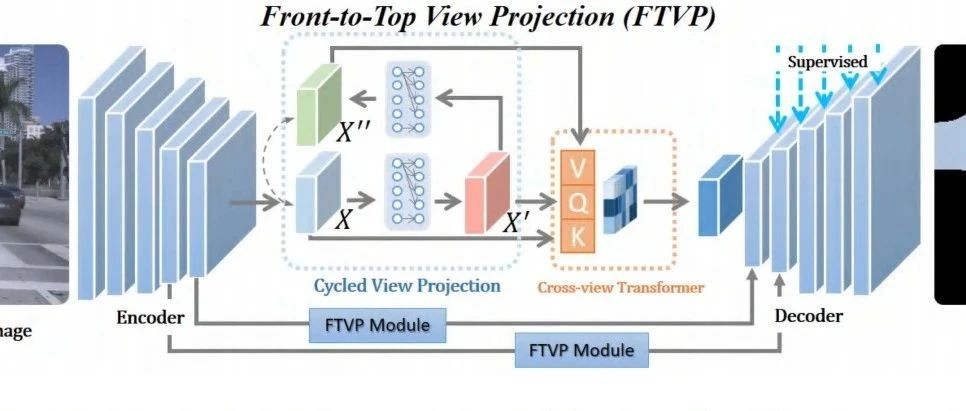 Front-to-Top View Projection (FTVP)
Supervised
X''
V
X
Q
X'
K
Cycled View Projection
Cross-view Transformer
Encoder
Decoder
FTVP Module
FTVP Module